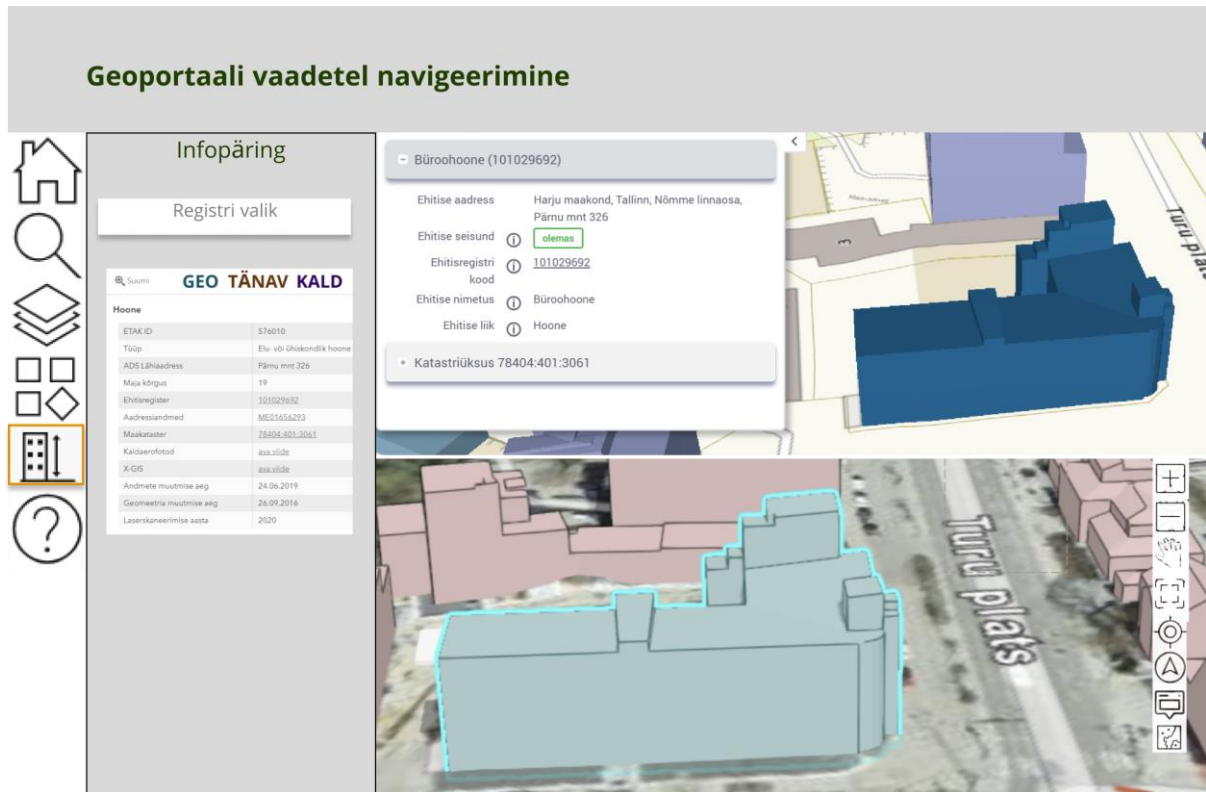 Geoportaali vaadetel navigeerimine
Infopäring
Registri valik
Suumi GEO TÄNAV KALD
Hoone
ETAK ID 576010
Tüüp Elu- või ühiskondlik hoone
ADS Lähiaadress Pärnu mnt 326
Maja kõrgus 19
Ehitisregister 101029692
Aadressiandmed ME01656293
Maakataster 78404:401:3061
Kaldaerofotod ava viide
X-GIS ava viide
Andmete muutmise aeg 24.06.2019
Geomeetria muutmise aeg 26.09.2016
Laserskaneerimise aasta 2020
Büroohoone (101029692)
Ehitise aadress Harju maakond, Tallinn, Nõmme linnaosa,
Pärnu mnt 326
Ehitise seisund olemas
Ehitisregistri 101029692
kood
Ehitise nimetus Büroohoone
Ehitise liik Hoone
Katastriüksus 78404:401:3061
3
Turu plats
Turu plats